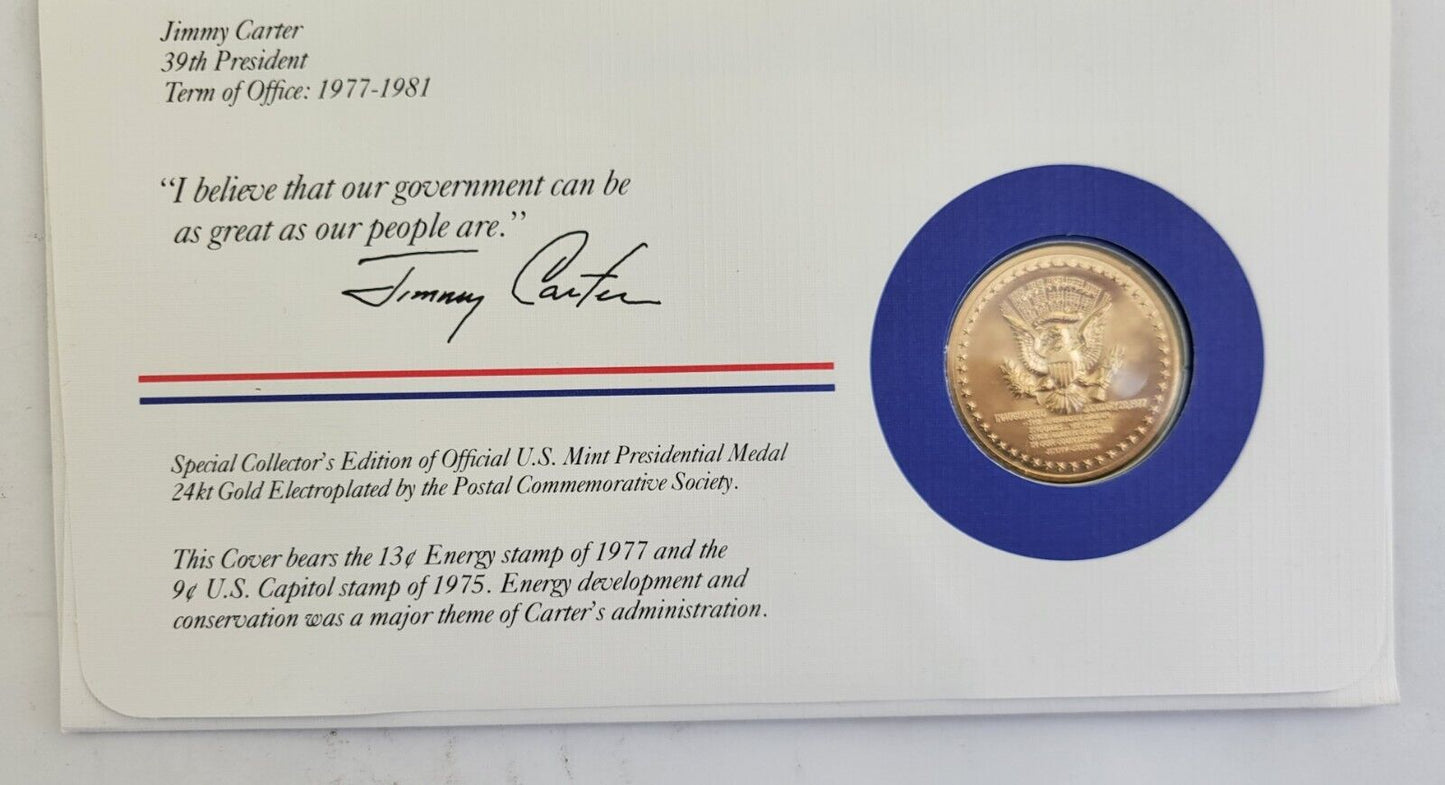 Jimmy Carter
39th President
Term of Office: 1977-1981
“I believe that our government can be
as great as our people are.”
Jimmy Carter
Special Collector's Edition of Official U.S. Mint Presidential Medal
24kt Gold Electroplated by the Postal Commemorative Society.
This Cover bears the 13¢ Energy stamp of 1977 and the
9¢ U.S. Capitol stamp of 1975. Energy development and
conservation was a major theme of Carter's administration.